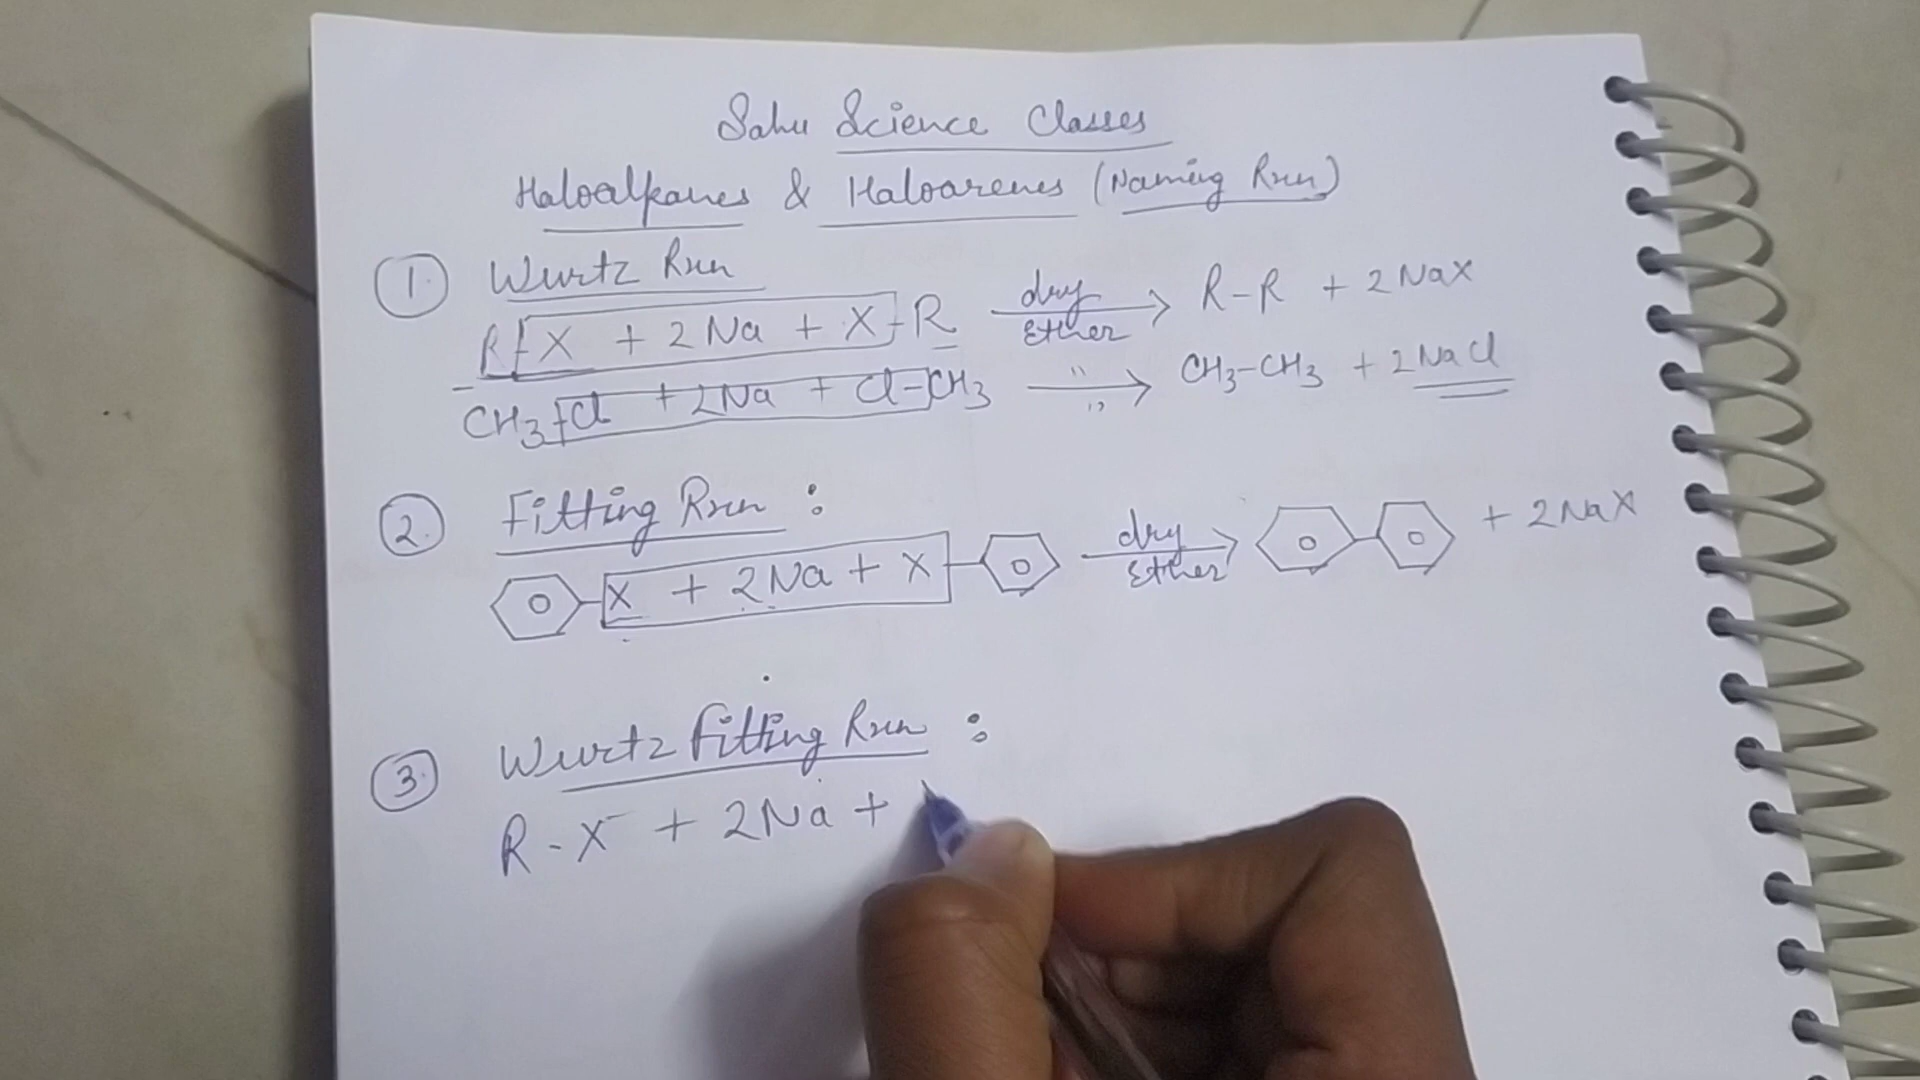 Sahu Science Classes
Haloalkanes & Haloarenes (Naming Rxn)
1. Wurtz Rxn
R-X + 2Na + X-R dry Ether → R-R + 2NaX
CH3-Cl + 2Na + Cl-CH3 " " → CH3-CH3 + 2NaCl
2. Fitting Rxn :
X + 2Na + X dry Ether → + 2NaX
3. Wurtz Fitting Rxn :
R-X + 2Na +